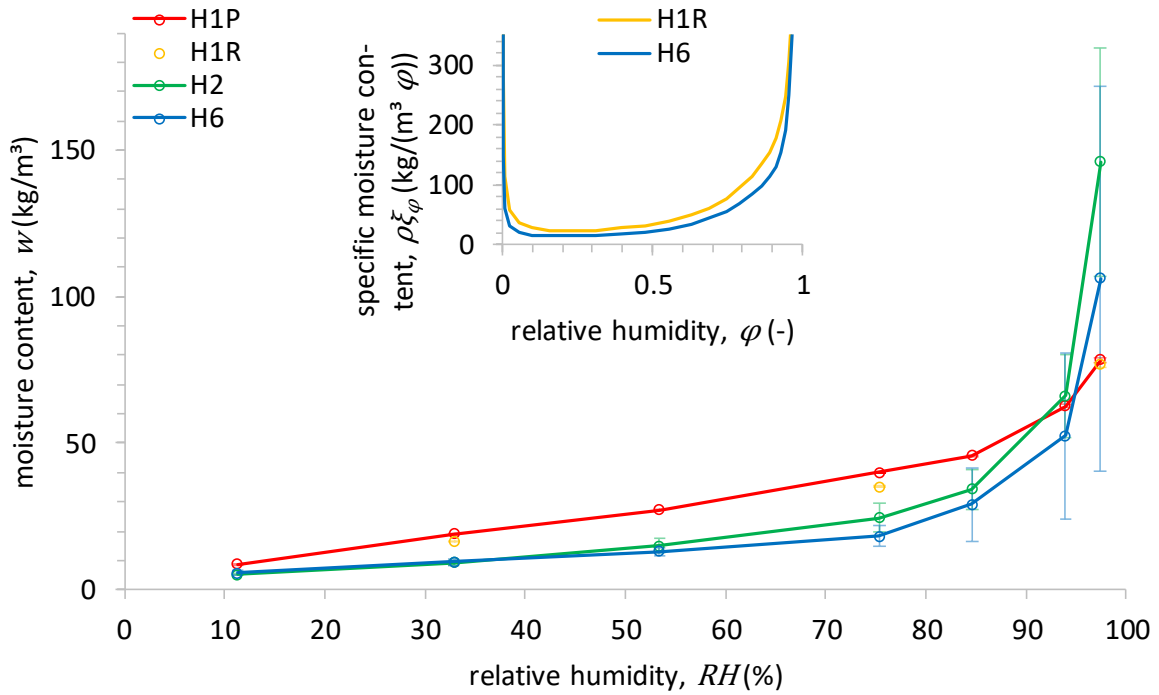 H1P
H1R
H2
H6
moisture content, w (kg/m³)
150
100
50
0
0 10 20 30 40 50 60 70 80 90 100
relative humidity, RH (%)
H1R
H6
specific moisture con-
tent, ρξφ (kg/(m³ φ))
300
200
100
0
0 0.5 1
relative humidity, φ (-)